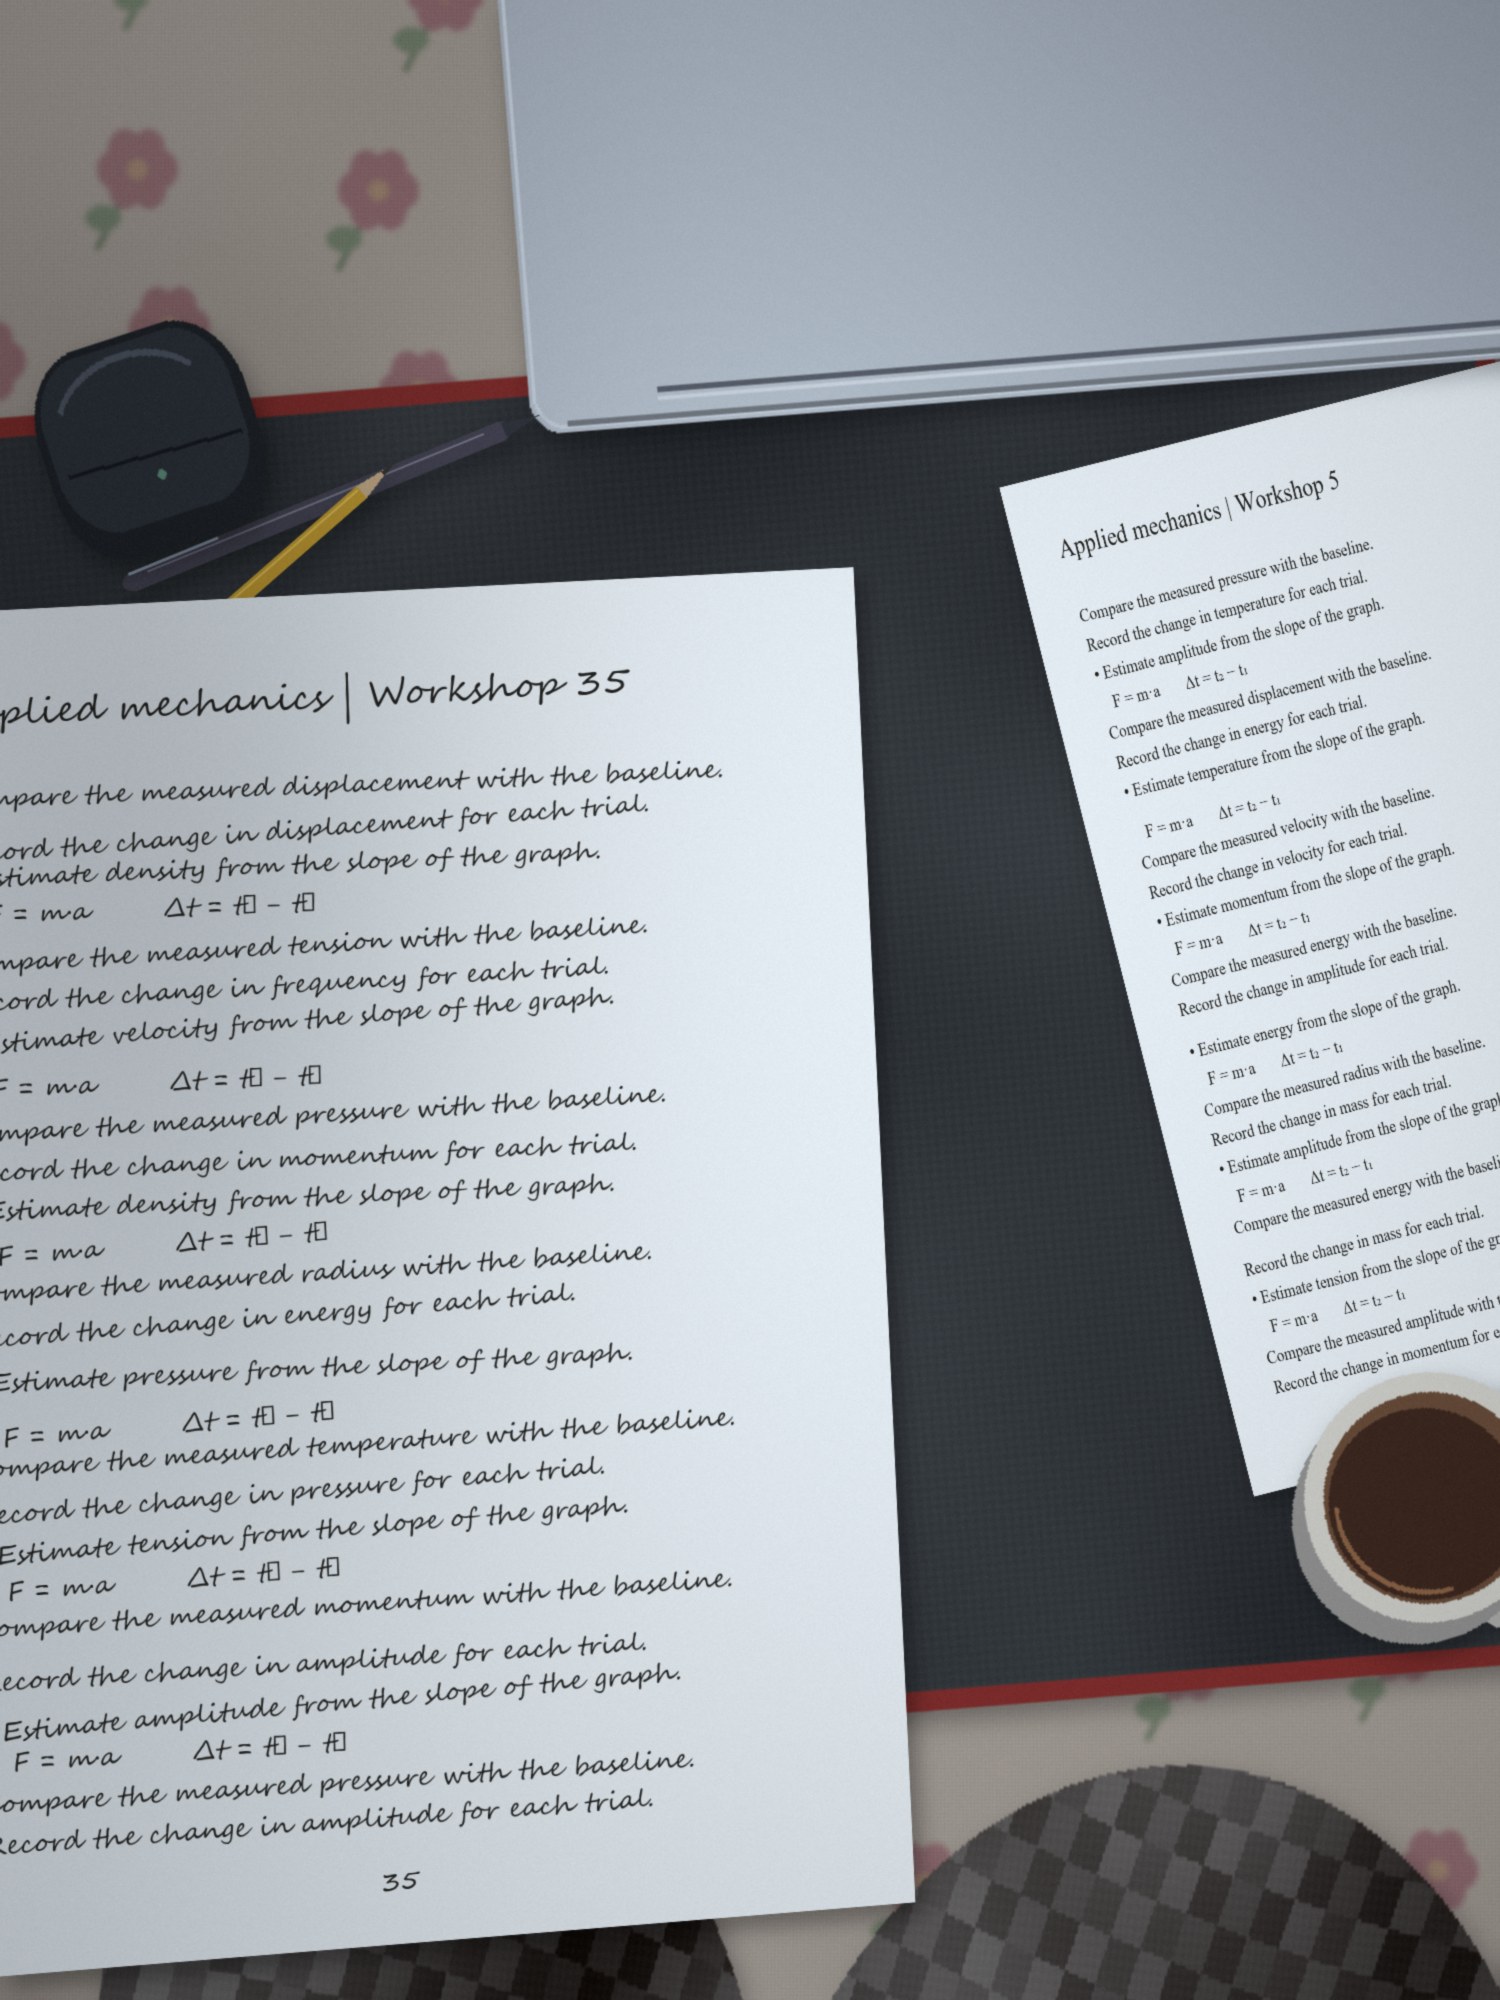 plied mechanics | Workshop 35
mpare the measured displacement with the baseline.
ord the change in displacement for each trial.
stimate density from the slope of the graph.
F = m·a Δt = t□ − t□
mpare the measured tension with the baseline.
cord the change in frequency for each trial.
stimate velocity from the slope of the graph.
F = m·a Δt = t□ − t□
mpare the measured pressure with the baseline.
cord the change in momentum for each trial.
Estimate density from the slope of the graph.
F = m·a Δt = t□ − t□
ompare the measured radius with the baseline.
cord the change in energy for each trial.
Estimate pressure from the slope of the graph.
F = m·a Δt = t□ − t□
ompare the measured temperature with the baseline.
ecord the change in pressure for each trial.
Estimate tension from the slope of the graph.
F = m·a Δt = t□ − t□
ompare the measured momentum with the baseline.
ecord the change in amplitude for each trial.
Estimate amplitude from the slope of the graph.
F = m·a Δt = t□ − t□
ompare the measured pressure with the baseline.
Record the change in amplitude for each trial.
35
Applied mechanics | Workshop 5
Compare the measured pressure with the baseline.
Record the change in temperature for each trial.
• Estimate amplitude from the slope of the graph.
F = m·a Δt = t₂ − t₁
Compare the measured displacement with the baseline.
Record the change in energy for each trial.
• Estimate temperature from the slope of the graph.
F = m·a Δt = t₂ − t₁
Compare the measured velocity with the baseline.
Record the change in velocity for each trial.
• Estimate momentum from the slope of the graph.
F = m·a Δt = t₂ − t₁
Compare the measured energy with the baseline.
Record the change in amplitude for each trial.
• Estimate energy from the slope of the graph.
F = m·a Δt = t₂ − t₁
Compare the measured radius with the baseline.
Record the change in mass for each trial.
• Estimate amplitude from the slope of the graph
F = m·a Δt = t₂ − t₁
Compare the measured energy with the baseli
Record the change in mass for each trial.
• Estimate tension from the slope of the gr
F = m·a Δt = t₂ − t₁
Compare the measured amplitude with t
Record the change in momentum for e